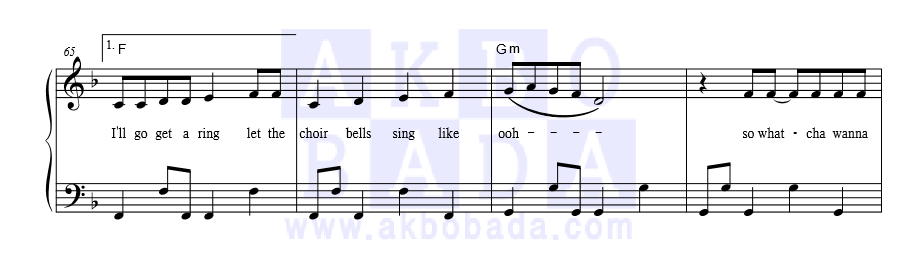 65
1. F
Gm
I'll go get a ring let the choir bells sing like ooh - - - - so what - cha wanna
AKBO
BADA
www.akbobada.com